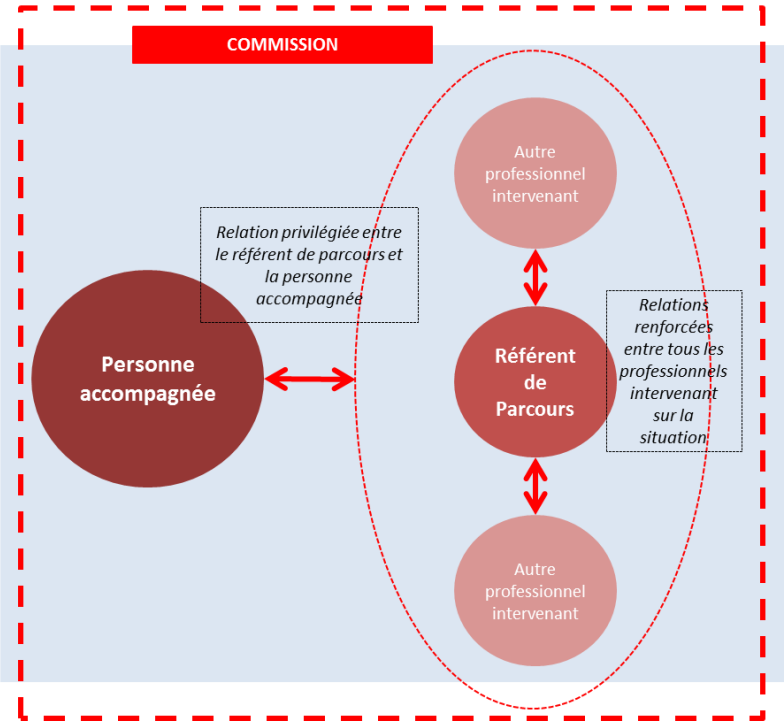 COMMISSION
Autre
professionnel
intervenant
Relation privilégiée entre
le référent de parcours et
la personne
accompagnée
Personne
accompagnée
Référent
de
Parcours
Relations
renforcées
entre tous les
professionnels
intervenant
sur la
situation
Autre
professionnel
intervenant